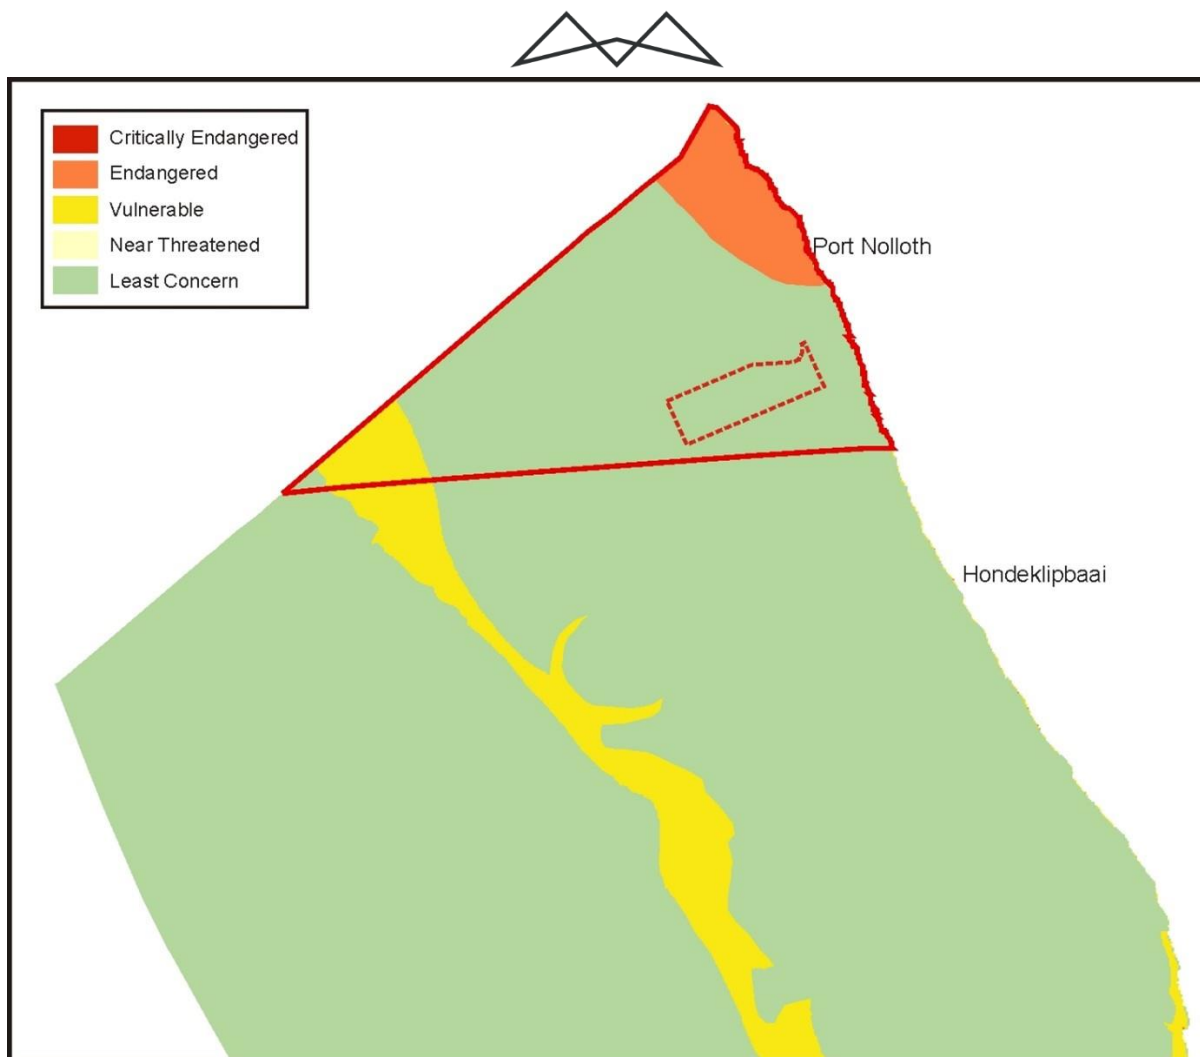 Critically Endangered
Endangered
Vulnerable
Near Threatened
Least Concern
Port Nolloth
Hondeklipbaai